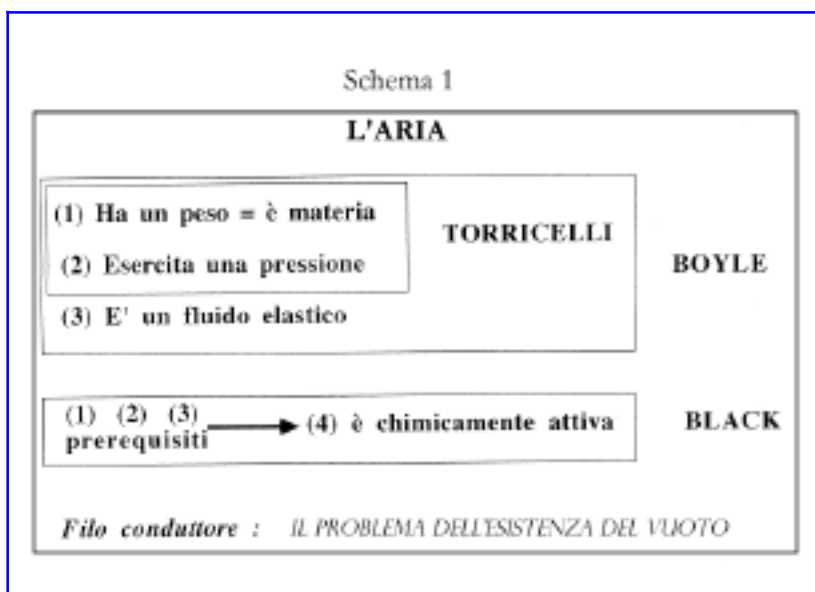 Schema 1
L'ARIA
(1) Ha un peso = è materia
TORRICELLI
(2) Esercita una pressione
BOYLE
(3) E' un fluido elastico
(1) (2) (3)
prerequisiti
(4) è chimicamente attiva
BLACK
Filo conduttore : IL PROBLEMA DELL'ESISTENZA DEL VUOTO